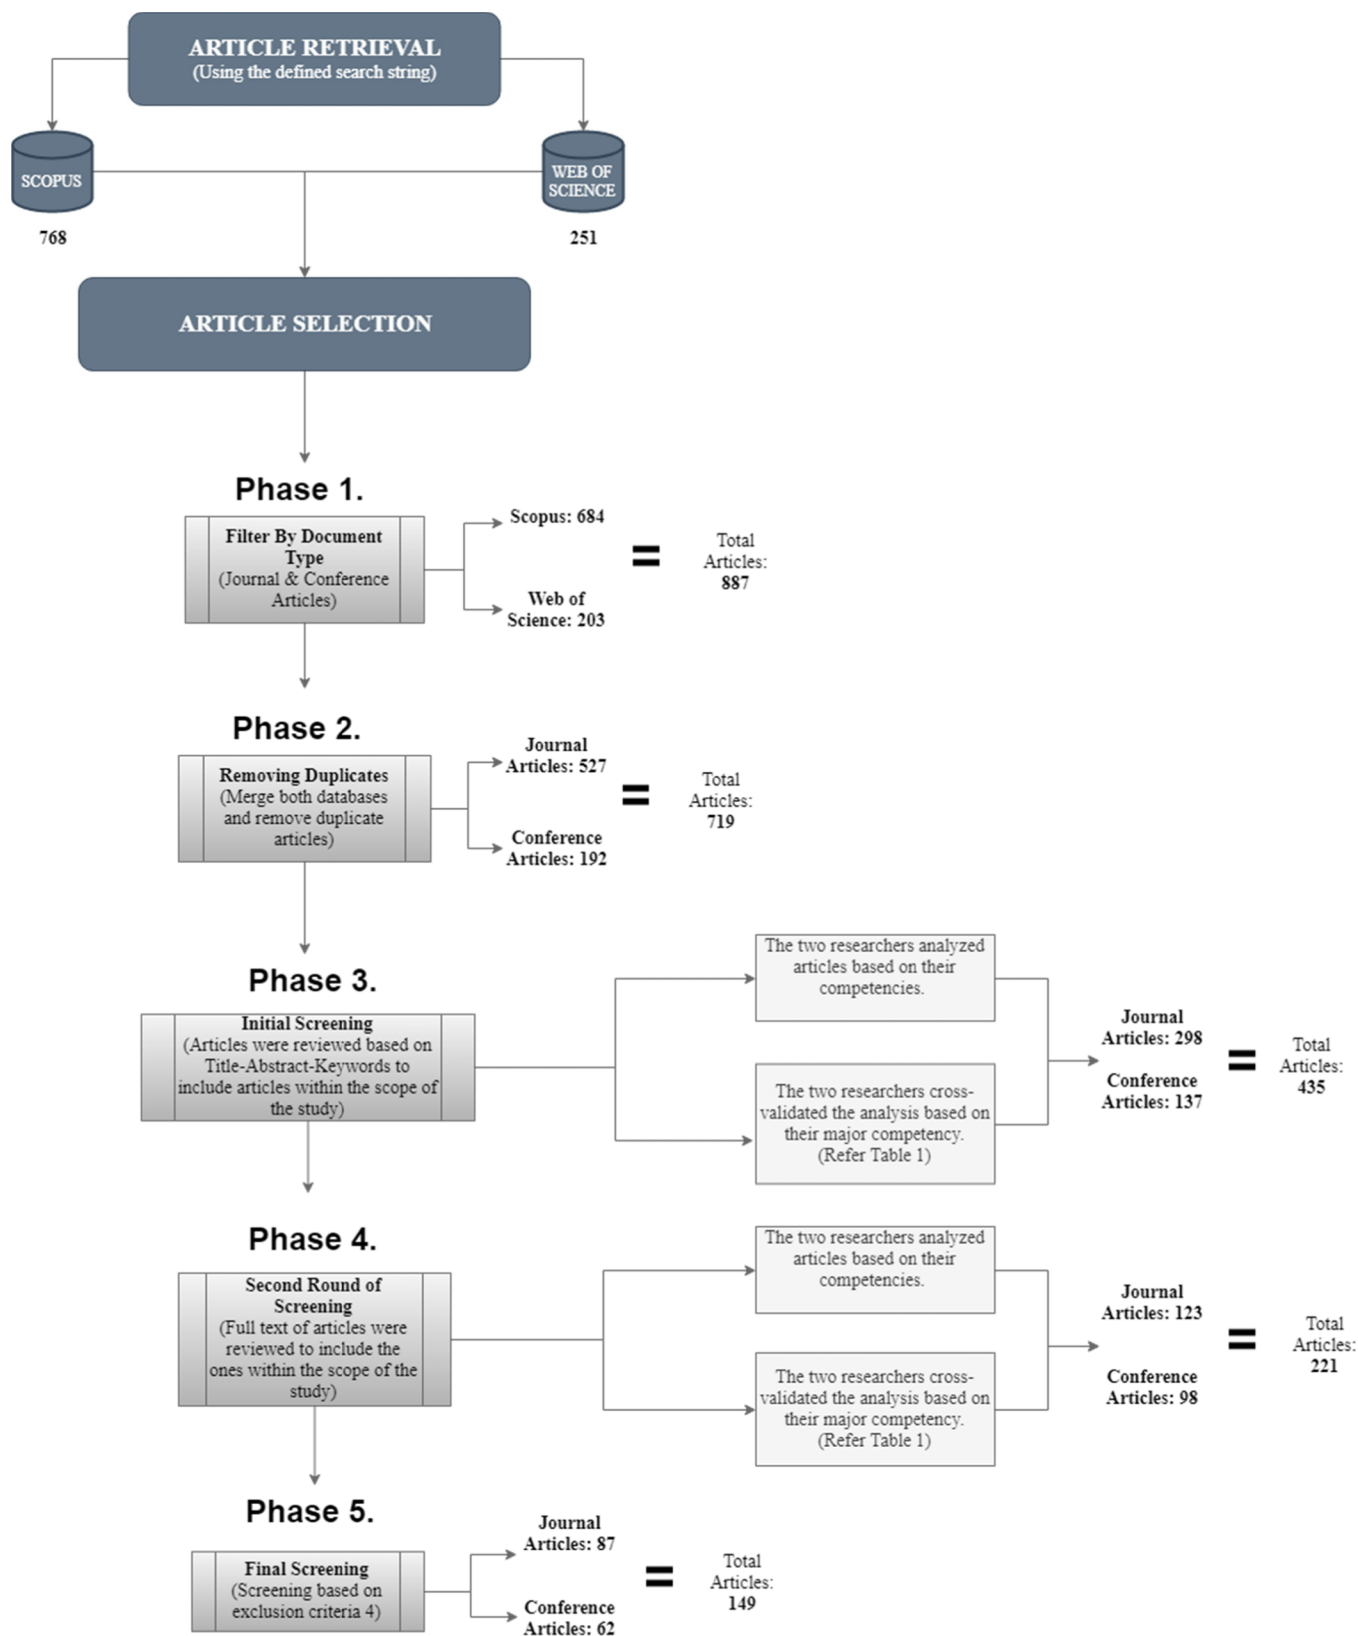 ARTICLE RETRIEVAL
(Using the defined search string)
SCOPUS
WEB OF
SCIENCE
768
251
ARTICLE SELECTION
Phase 1.
Filter By Document
Type
(Journal & Conference
Articles)
Scopus: 684
Web of
Science: 203
=
Total
Articles:
887
Phase 2.
Removing Duplicates
(Merge both databases
and remove duplicate
articles)
Journal
Articles: 527
Conference
Articles: 192
=
Total
Articles:
719
Phase 3.
Initial Screening
(Articles were reviewed based on
Title-Abstract-Keywords to
include articles within the scope of
the study)
The two researchers analyzed
articles based on their
competencies.
The two researchers cross-
validated the analysis based on
their major competency.
(Refer Table 1)
Journal
Articles: 298
Conference
Articles: 137
=
Total
Articles:
435
Phase 4.
Second Round of
Screening
(Full text of articles were
reviewed to include the
ones within the scope of the
study)
The two researchers analyzed
articles based on their
competencies.
The two researchers cross-
validated the analysis based on
their major competency.
(Refer Table 1)
Journal
Articles: 123
Conference
Articles: 98
=
Total
Articles:
221
Phase 5.
Final Screening
(Screening based on
exclusion criteria 4)
Journal
Articles: 87
Conference
Articles: 62
=
Total
Articles:
149